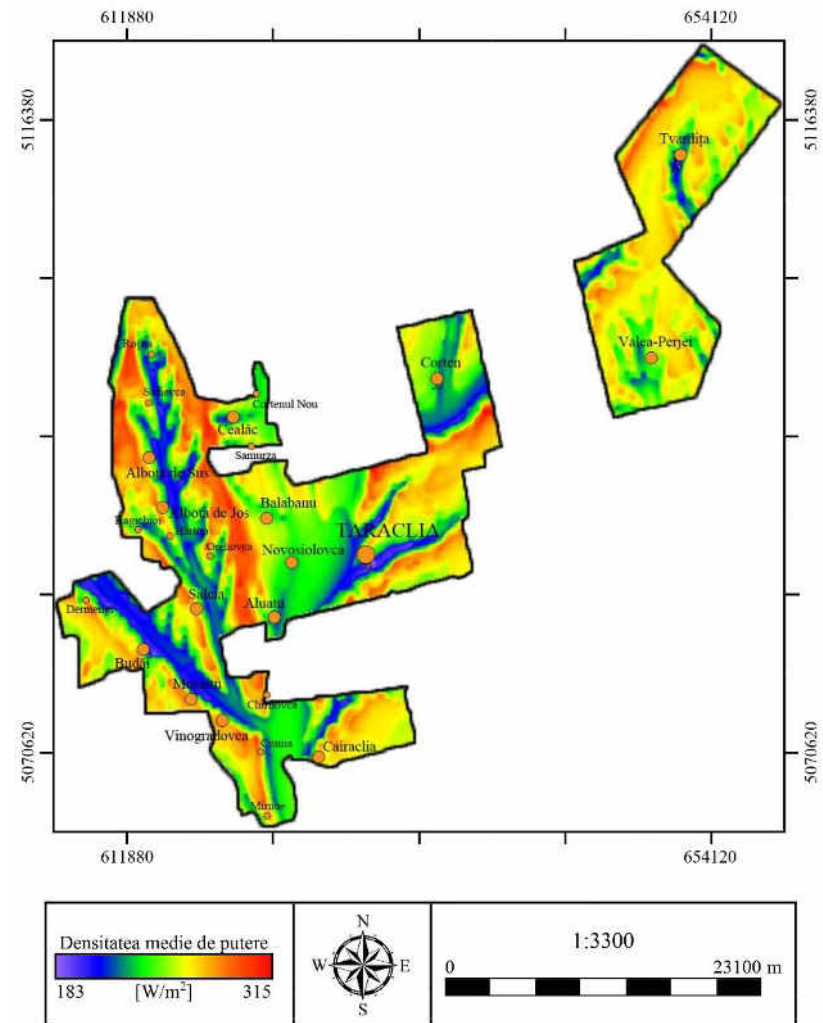 611880 654120
5116380 5116380
Tvardița
Valea-Perjei
Corten
Cortenul Nou
Cealîc
Samurza
Albota de Sus
Balabanu
Albota de Jos
TARACLIA
Novosiolovca
Salcia
Aluatu
Budăi
Musaitu
Vinogradovca
Cairaclia
5070620 5070620
611880 654120
Densitatea medie de putere
183 [W/m²] 315
N
W E
S
1:3300
0 23100 m